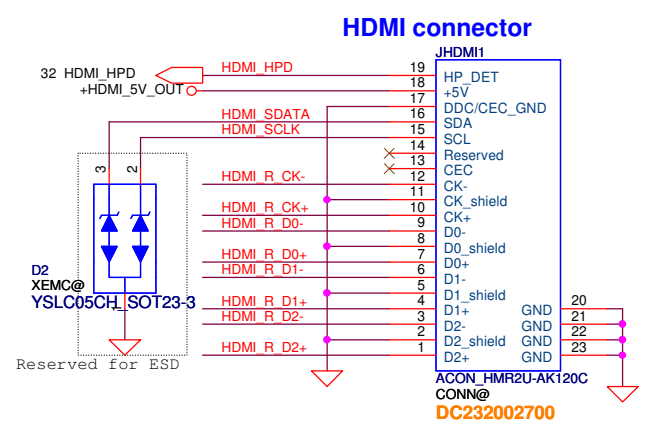 HDMI connector
JHDMI1
32 HDMI_HPD
HDMI_HPD
19
HP_DET
+HDMI_5V_OUT
18
+5V
17
DDC/CEC_GND
HDMI_SDATA
16
SDA
HDMI_SCLK
15
SCL
14
Reserved
13
CEC
3
2
HDMI_R_CK-
12
CK-
11
CK_shield
HDMI_R_CK+
10
CK+
HDMI_R_D0-
9
D0-
8
D0_shield
HDMI_R_D0+
7
D0+
HDMI_R_D1-
6
D1-
5
D1_shield
HDMI_R_D1+
4
D1+
GND
20
HDMI_R_D2-
3
D2-
GND
21
2
D2_shield
GND
22
HDMI_R_D2+
1
D2+
GND
23
D2
XEMC@
YSLC05CH_SOT23-3
Reserved for ESD
ACON_HMR2U-AK120C
CONN@
DC232002700